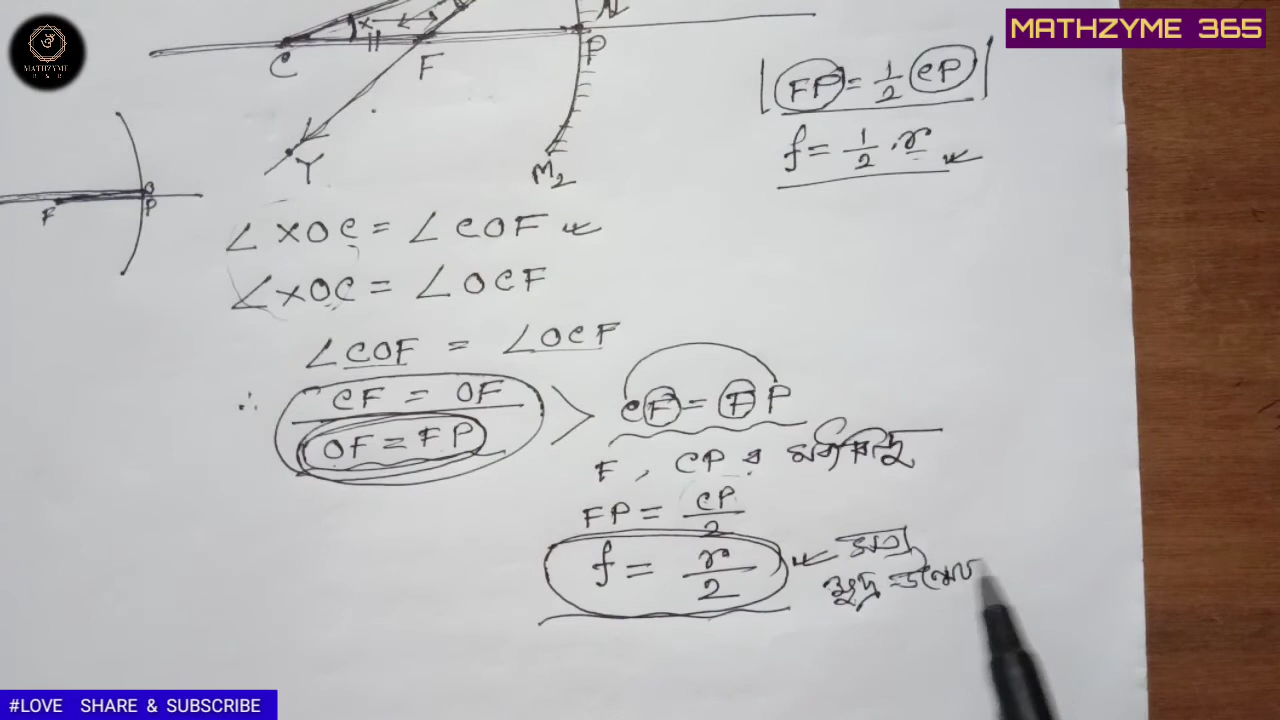 MATHZYME 365
MATHZYME
C F P
Y
M2
FP = 1/2 CP
f = 1/2 . r
F P
∠XOC = ∠COF
∠XOC = ∠OCF
∠COF = ∠OCF
∴ CF = OF
OF = FP
CF = FP
F, CP এর মধ্যবিন্দু
FP = CP/2
f = r/2
ক্ষুদ্র
#LOVE SHARE & SUBSCRIBE